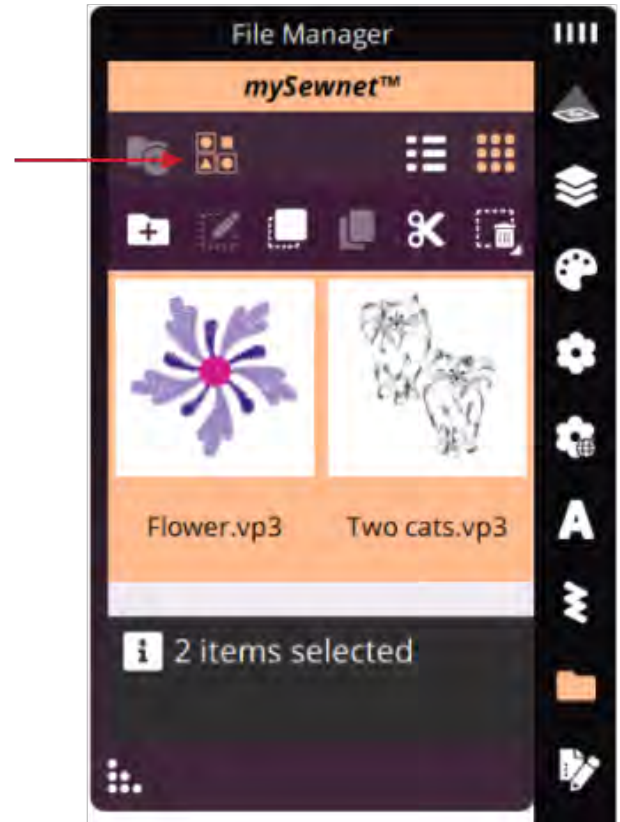 File Manager
mySewnet™
Flower.vp3
Two cats.vp3
2 items selected